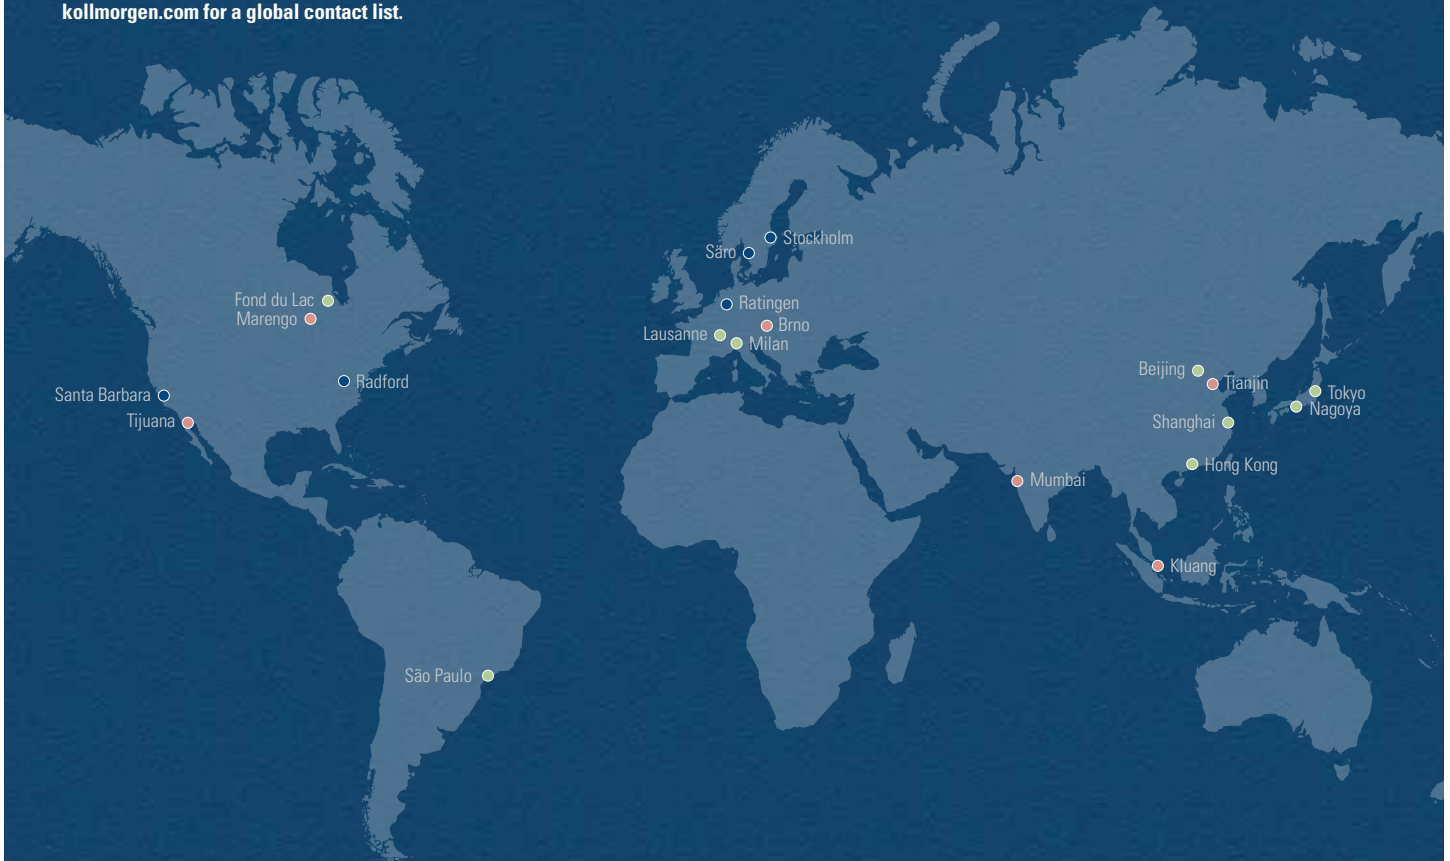 kollmorgen.com for a global contact list.
Stockholm
Säro
Fond du Lac
Marengo
Ratingen
Brno
Lausanne
Milan
Radford
Santa Barbara
Tijuana
Beijing
Tianjin
Tokyo
Nagoya
Shanghai
Hong Kong
Mumbai
Kluang
São Paulo